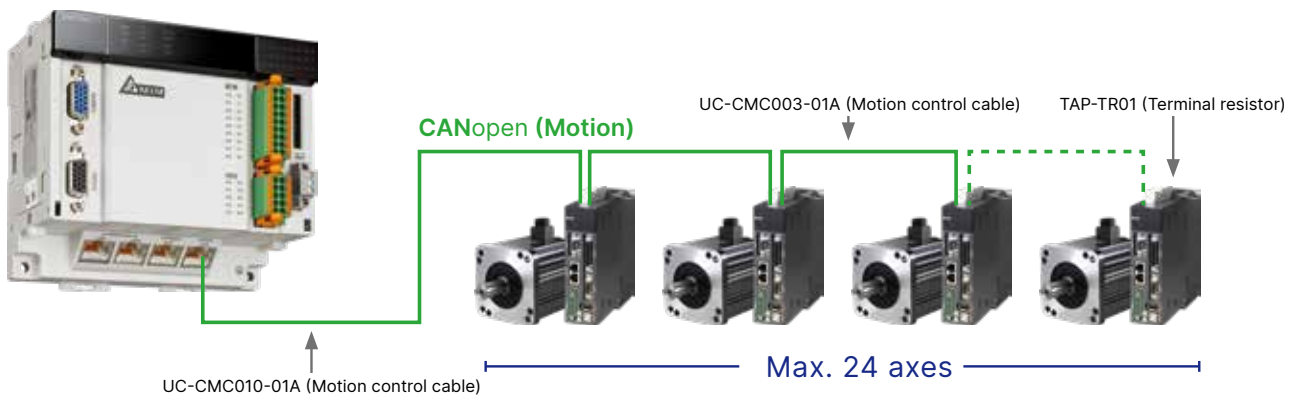 UC-CMC003-01A (Motion control cable)
TAP-TR01 (Terminal resistor)
CANopen (Motion)
Max. 24 axes
UC-CMC010-01A (Motion control cable)